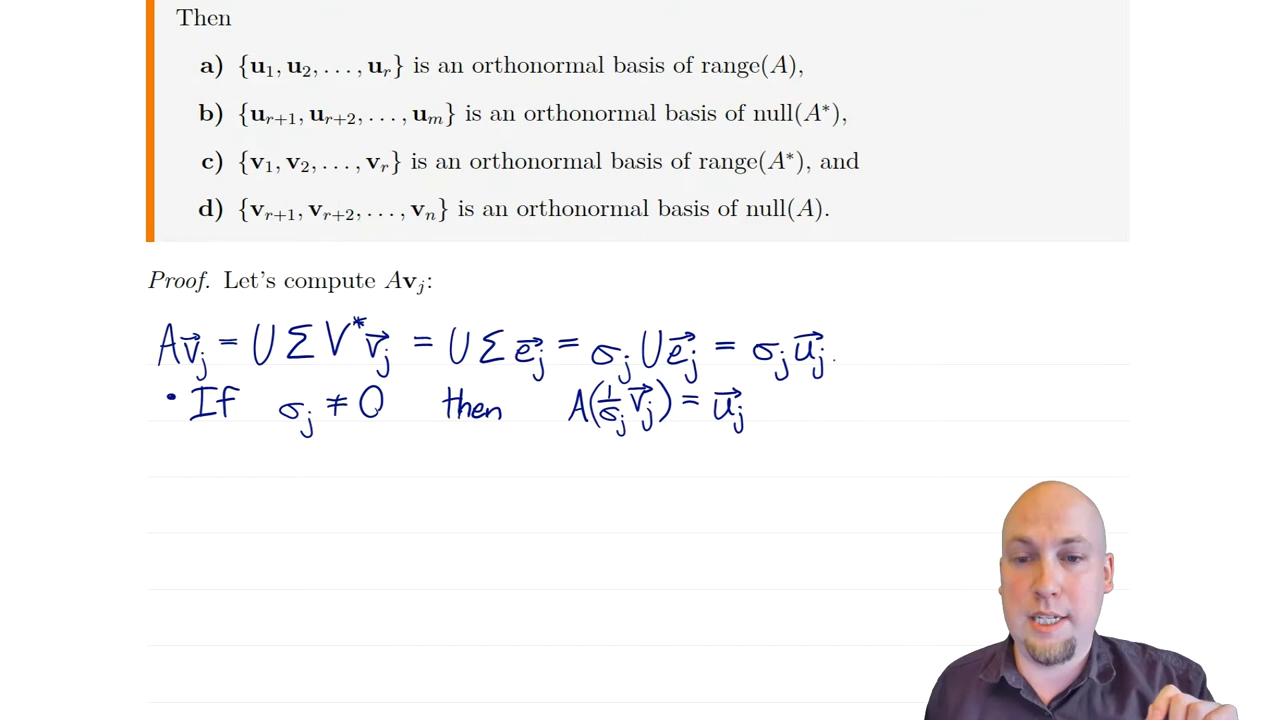 Then
a) {u₁, u₂, . . . , uᵣ} is an orthonormal basis of range(A),
b) {uᵣ₊₁, uᵣ₊₂, . . . , uₘ} is an orthonormal basis of null(A*),
c) {v₁, v₂, . . . , vᵣ} is an orthonormal basis of range(A*), and
d) {vᵣ₊₁, vᵣ₊₂, . . . , vₙ} is an orthonormal basis of null(A).
Proof. Let's compute Avⱼ:
Av⃗ⱼ = UΣV*v⃗ⱼ = UΣe⃗ⱼ = σⱼUe⃗ⱼ = σⱼu⃗ⱼ.
• If σⱼ ≠ 0 then A(1/σⱼ v⃗ⱼ) = u⃗ⱼ